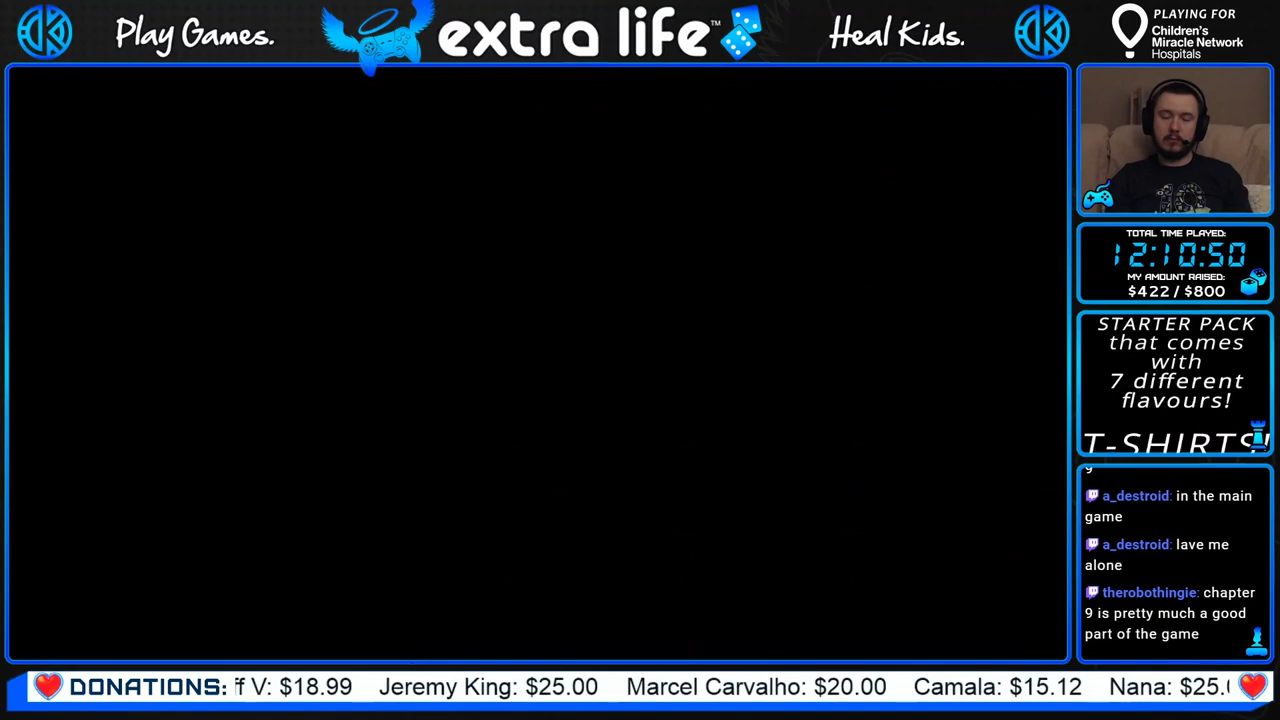 Play Games.
extra life™
Heal Kids.
PLAYING FOR
Children's
Miracle Network
Hospitals
TOTAL TIME PLAYED:
12:10:50
MY AMOUNT RAISED:
$422 / $800
STARTER PACK
that comes
with
7 different
flavours!
T-SHIRTS!
9
a_destroid: in the main
game
a_destroid: lave me
alone
therobothingie: chapter
9 is pretty much a good
part of the game
DONATIONS: V: $18.99 Jeremy King: $25.00 Marcel Carvalho: $20.00 Camala: $15.12 Nana: $25.